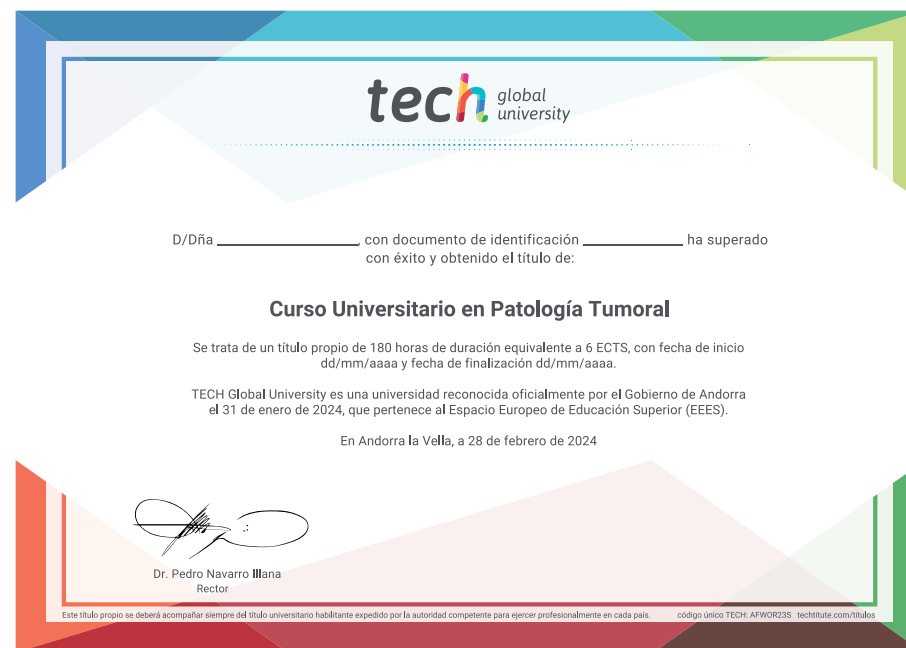 tech global university
D/Dña ____________________, con documento de identificación ______________ ha superado
con éxito y obtenido el título de:
Curso Universitario en Patología Tumoral
Se trata de un título propio de 180 horas de duración equivalente a 6 ECTS, con fecha de inicio
dd/mm/aaaa y fecha de finalización dd/mm/aaaa.
TECH Global University es una universidad reconocida oficialmente por el Gobierno de Andorra
el 31 de enero de 2024, que pertenece al Espacio Europeo de Educación Superior (EEES).
En Andorra la Vella, a 28 de febrero de 2024
Dr. Pedro Navarro Illana
Rector
Este título propio se deberá acompañar siempre del título universitario habilitante expedido por la autoridad competente para ejercer profesionalmente en cada país. código único TECH: AFWOR23S techtitute.com/títulos